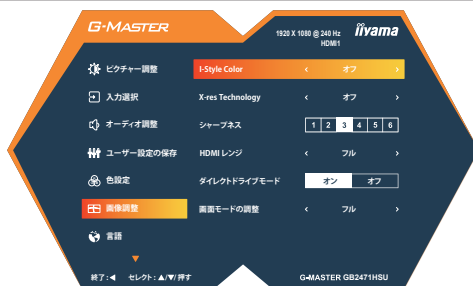 G-MASTER
1920 X 1080 @ 240 Hz
HDMI1
iiyama
ピクチャー調整
I-Style Color
オフ
入力選択
X-res Technology
オフ
オーディオ調整
シャープネス
1 2 3 4 5 6
ユーザー設定の保存
HDMI レンジ
フル
色設定
ダイレクトドライブモード
オン オフ
画像調整
画面モードの調整
フル
言語
終了:◀ セレクト:▲/▼/押す
G-MASTER GB2471HSU